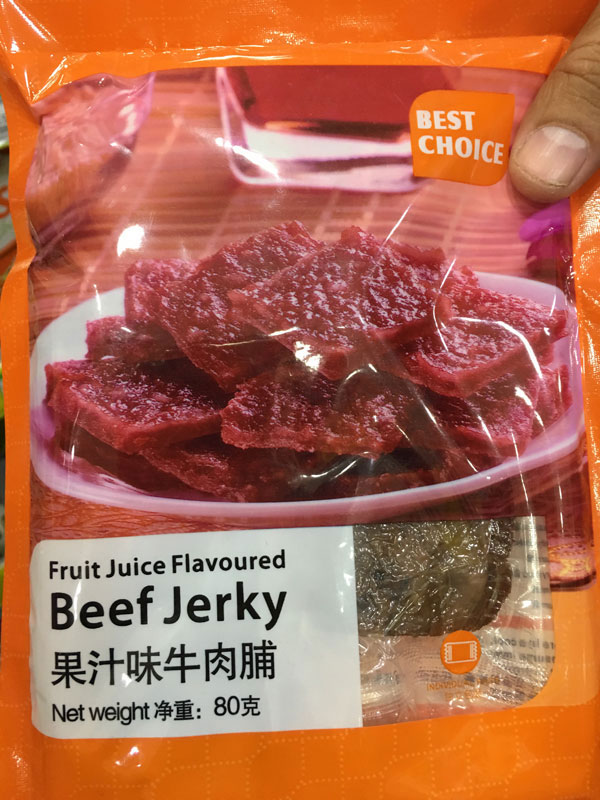 BEST
CHOICE
Fruit Juice Flavoured
Beef Jerky
果汁味牛肉脯
Net weight 净重：80克